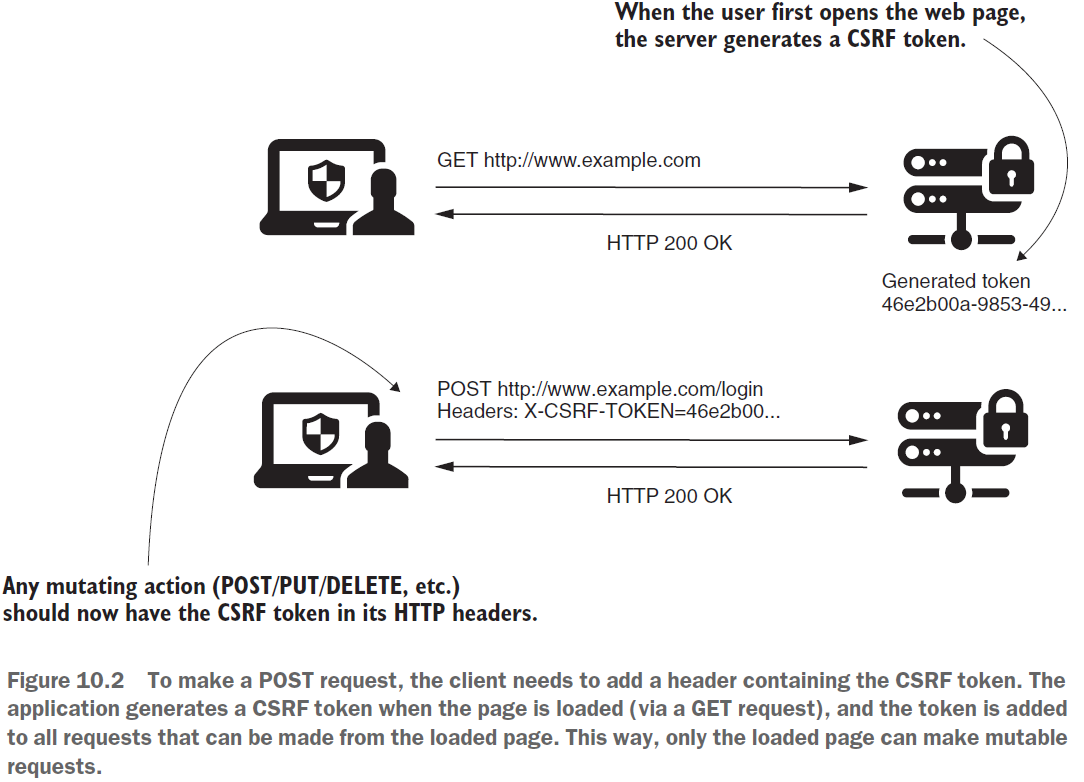 When the user first opens the web page,
the server generates a CSRF token.
GET http://www.example.com
HTTP 200 OK
Generated token
46e2b00a-9853-49...
POST http://www.example.com/login
Headers: X-CSRF-TOKEN=46e2b00...
HTTP 200 OK
Any mutating action (POST/PUT/DELETE, etc.)
should now have the CSRF token in its HTTP headers.
Figure 10.2 To make a POST request, the client needs to add a header containing the CSRF token. The
application generates a CSRF token when the page is loaded (via a GET request), and the token is added
to all requests that can be made from the loaded page. This way, only the loaded page can make mutable
requests.